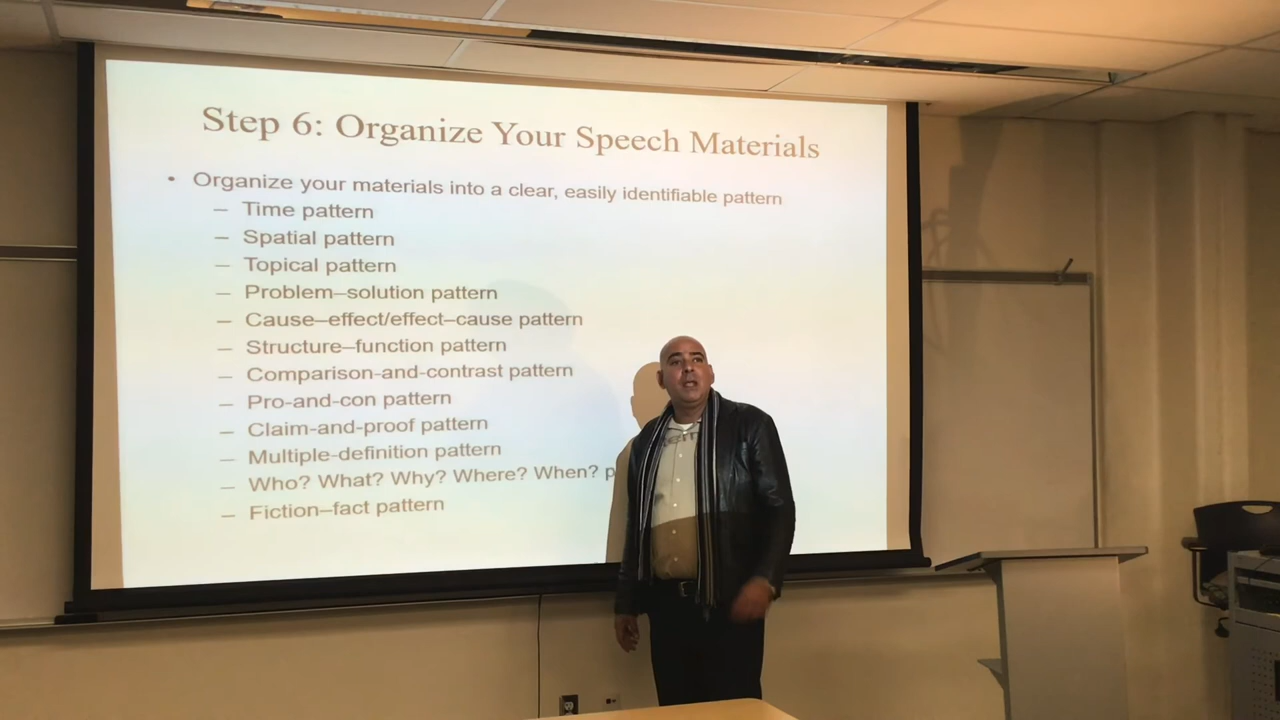 Step 6: Organize Your Speech Materials
• Organize your materials into a clear, easily identifiable pattern
– Time pattern
– Spatial pattern
– Topical pattern
– Problem–solution pattern
– Cause–effect/effect–cause pattern
– Structure–function pattern
– Comparison-and-contrast pattern
– Pro-and-con pattern
– Claim-and-proof pattern
– Multiple-definition pattern
– Who? What? Why? Where? When? p
– Fiction–fact pattern